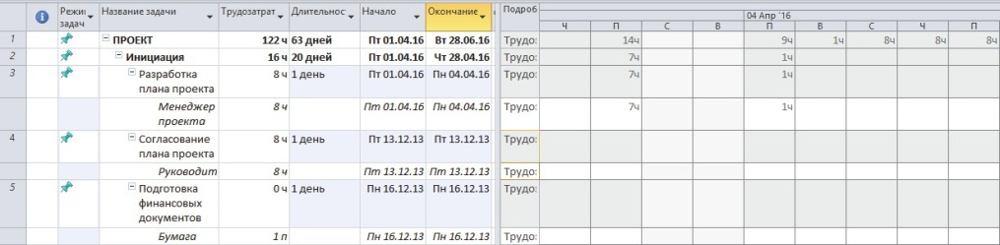 Режи задач Название задачи Трудозатрат Длительнос Начало Окончание Подроб 04 Апр '16
Ч П С В П В С Ч П
1 ПРОЕКТ 122 ч 63 дней Пт 01.04.16 Вт 28.06.16 Трудо: 14ч 9ч 1ч 8ч 8ч 8ч
2 Инициация 16 ч 20 дней Пт 01.04.16 Чт 28.04.16 Трудо: 7ч 1ч
3 Разработка плана проекта 8 ч 1 день Пт 01.04.16 Пн 04.04.16 Трудо: 7ч 1ч
Менеджер проекта 8 ч Пт 01.04.16 Пн 04.04.16 Трудо: 7ч 1ч
4 Согласование плана проекта 8 ч 1 день Пт 13.12.13 Пт 13.12.13 Трудо:
Руководит 8 ч Пт 13.12.13 Пт 13.12.13 Трудо:
5 Подготовка финансовых документов 0 ч 1 день Пн 16.12.13 Пн 16.12.13 Трудо:
Бумага 1 п Пн 16.12.13 Пн 16.12.13 Трудо: